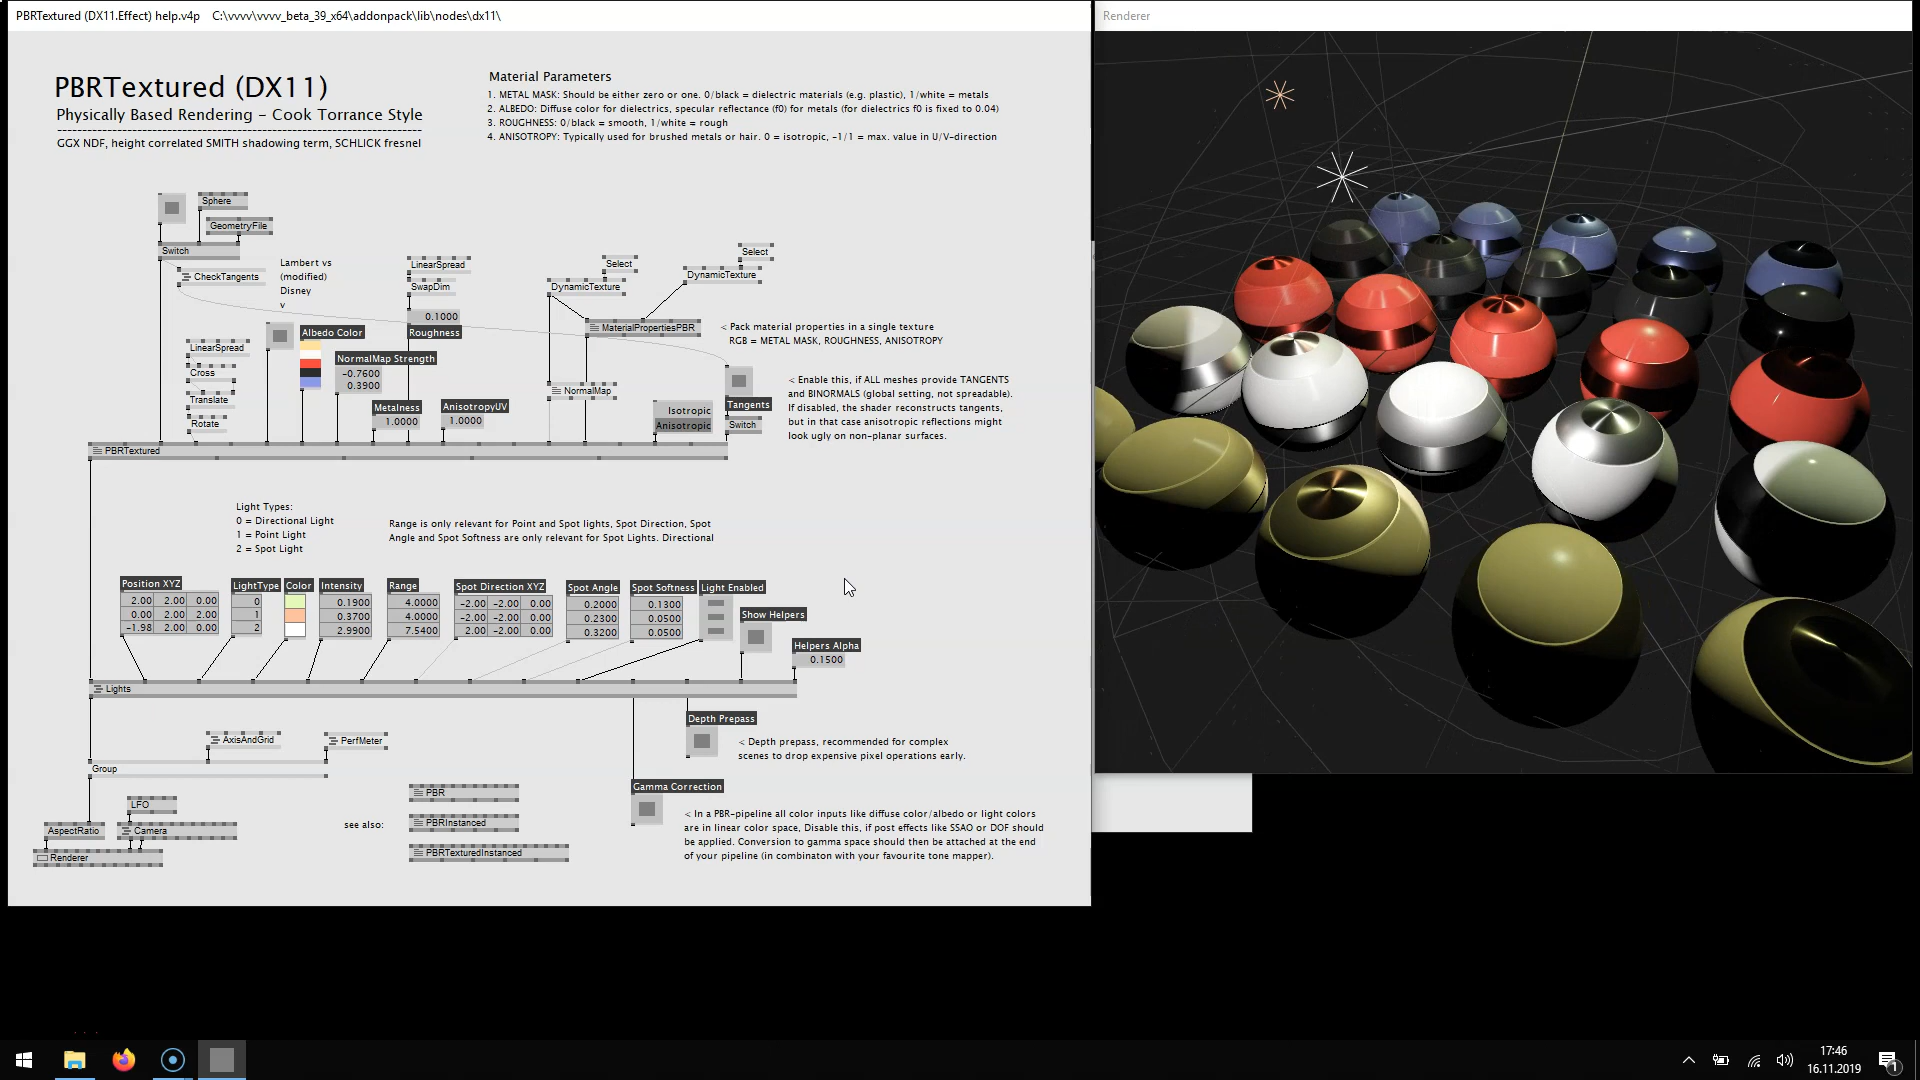 PBRTextured (DX11.Effect) help.v4p    C:\vvvv\vvvv_beta_39_x64\addonpack\lib\nodes\dx11\
Renderer
PBRTextured (DX11)
Physically Based Rendering - Cook Torrance Style
GGX NDF, height correlated SMITH shadowing term, SCHLICK fresnel
Material Parameters
1. METAL MASK: Should be either zero or one. 0/black = dielectric materials (e.g. plastic), 1/white = metals
2. ALBEDO: Diffuse color for dielectrics, specular reflectance (f0) for metals (for dielectrics f0 is fixed to 0.04)
3. ROUGHNESS: 0/black = smooth, 1/white = rough
4. ANISOTROPY: Typically used for brushed metals or hair. 0 = isotropic, -1/1 = max. value in U/V-direction
Sphere
GeometryFile
Switch
CheckTangents
Lambert vs
(modified)
Disney
v
LinearSpread
SwapDim
0.1000
Roughness
Select
DynamicTexture
Select
DynamicTexture
MaterialPropertiesPBR
< Pack material properties in a single texture
RGB = METAL MASK, ROUGHNESS, ANISOTROPY
Albedo Color
LinearSpread
Cross
Translate
Rotate
NormalMap Strength
-0.7600
0.3900
Metalness
1.0000
AnisotropyUV
1.0000
NormalMap
Isotropic
Anisotropic
Tangents
Switch
< Enable this, if ALL meshes provide TANGENTS
and BINORMALS (global setting, not spreadable).
If disabled, the shader reconstructs tangents,
but in that case anisotropic reflections might
look ugly on non-planar surfaces.
PBRTextured
Light Types:
0 = Directional Light
1 = Point Light
2 = Spot Light
Range is only relevant for Point and Spot lights, Spot Direction, Spot
Angle and Spot Softness are only relevant for Spot Lights. Directional
Position XYZ
2.00 2.00 0.00
0.00 2.00 2.00
-1.98 2.00 0.00
LightType
0
1
2
Color
Intensity
0.1900
0.3700
2.9900
Range
4.0000
4.0000
7.5400
Spot Direction XYZ
-2.00 -2.00 0.00
-2.00 -2.00 0.00
2.00 -2.00 0.00
Spot Angle
0.2000
0.2300
0.3200
Spot Softness
0.1300
0.0500
0.0500
Light Enabled
Show Helpers
Helpers Alpha
0.1500
Lights
Depth Prepass
< Depth prepass, recommended for complex
scenes to drop expensive pixel operations early.
AxisAndGrid
PerfMeter
Group
Gamma Correction
< In a PBR-pipeline all color inputs like diffuse color/albedo or light colors
are in linear color space, Disable this, if post effects like SSAO or DOF should
be applied. Conversion to gamma space should then be attached at the end
of your pipeline (in combinaton with your favourite tone mapper).
LFO
AspectRatio
Camera
Renderer
see also:
PBR
PBRInstanced
PBRTexturedInstanced
17:46
16.11.2019
1